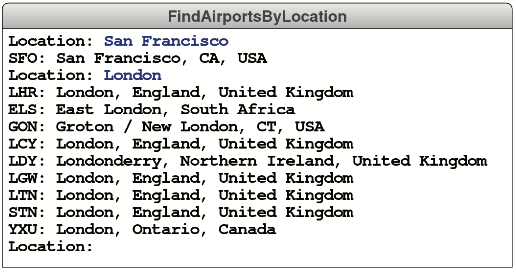 FindAirportsByLocation
Location: San Francisco
SFO: San Francisco, CA, USA
Location: London
LHR: London, England, United Kingdom
ELS: East London, South Africa
GON: Groton / New London, CT, USA
LCY: London, England, United Kingdom
LDY: Londonderry, Northern Ireland, United Kingdom
LGW: London, England, United Kingdom
LTN: London, England, United Kingdom
STN: London, England, United Kingdom
YXU: London, Ontario, Canada
Location: